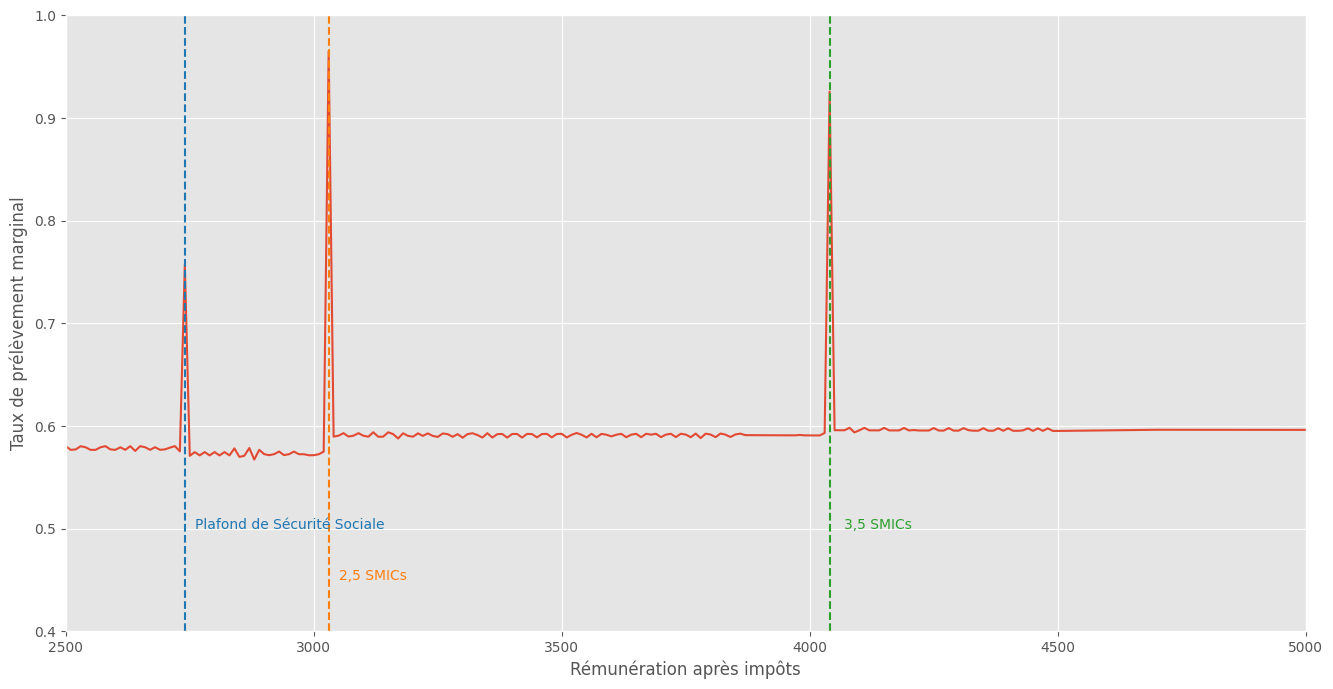 1.0
0.9
0.8
0.7
0.6
0.5
0.4
Taux de prélèvement marginal
Plafond de Sécurité Sociale
3,5 SMICs
2,5 SMICs
2500
3000
3500
4000
4500
5000
Rémunération après impôts